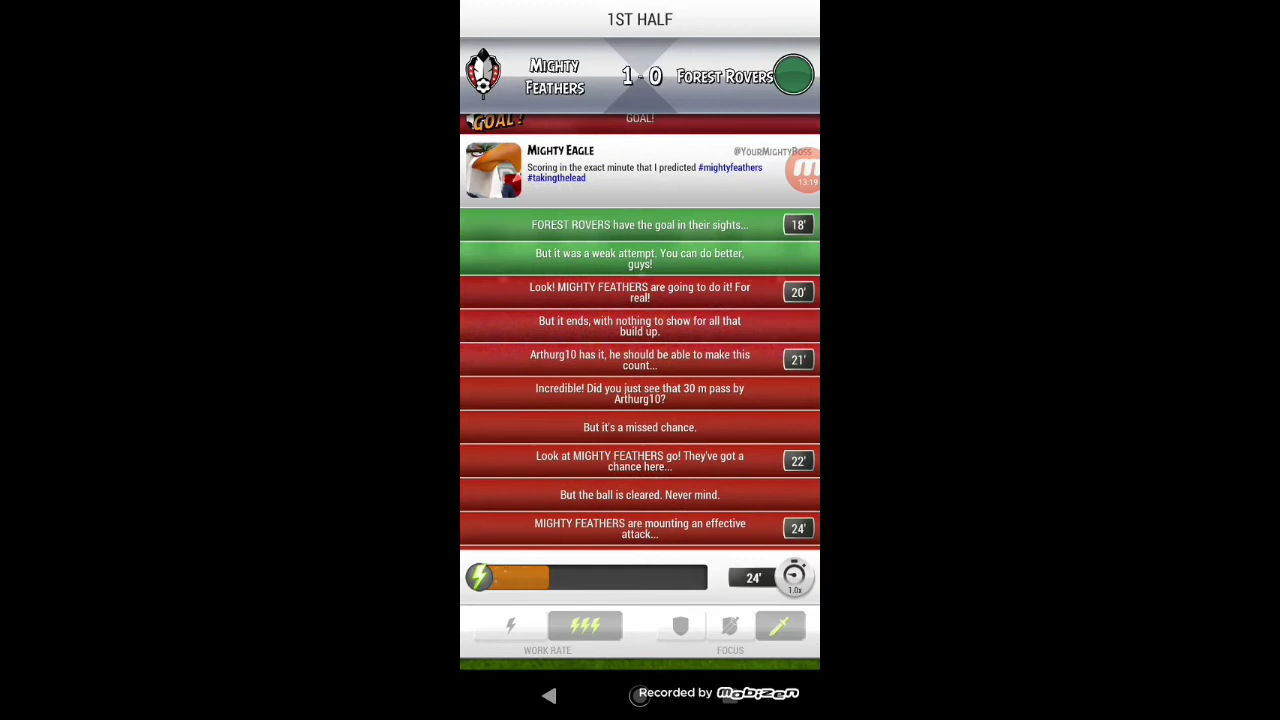 1ST HALF
MIGHTY
FEATHERS
1 - 0
FOREST ROVERS
GOAL!
GOAL!
MIGHTY EAGLE
@YOURMIGHTYBOSS
Scoring in the exact minute that I predicted #mightyfeathers
#takingthelead
13:19
FOREST ROVERS have the goal in their sights...
18'
But it was a weak attempt. You can do better,
guys!
Look! MIGHTY FEATHERS are going to do it! For
real!
20'
But it ends, with nothing to show for all that
build up.
Arthurg10 has it, he should be able to make this
count...
21'
Incredible! Did you just see that 30 m pass by
Arthurg10?
But it's a missed chance.
Look at MIGHTY FEATHERS go! They've got a
chance here...
22'
But the ball is cleared. Never mind.
MIGHTY FEATHERS are mounting an effective
attack...
24'
24'
1.0x
WORK RATE
FOCUS
Recorded by MOBIZEN